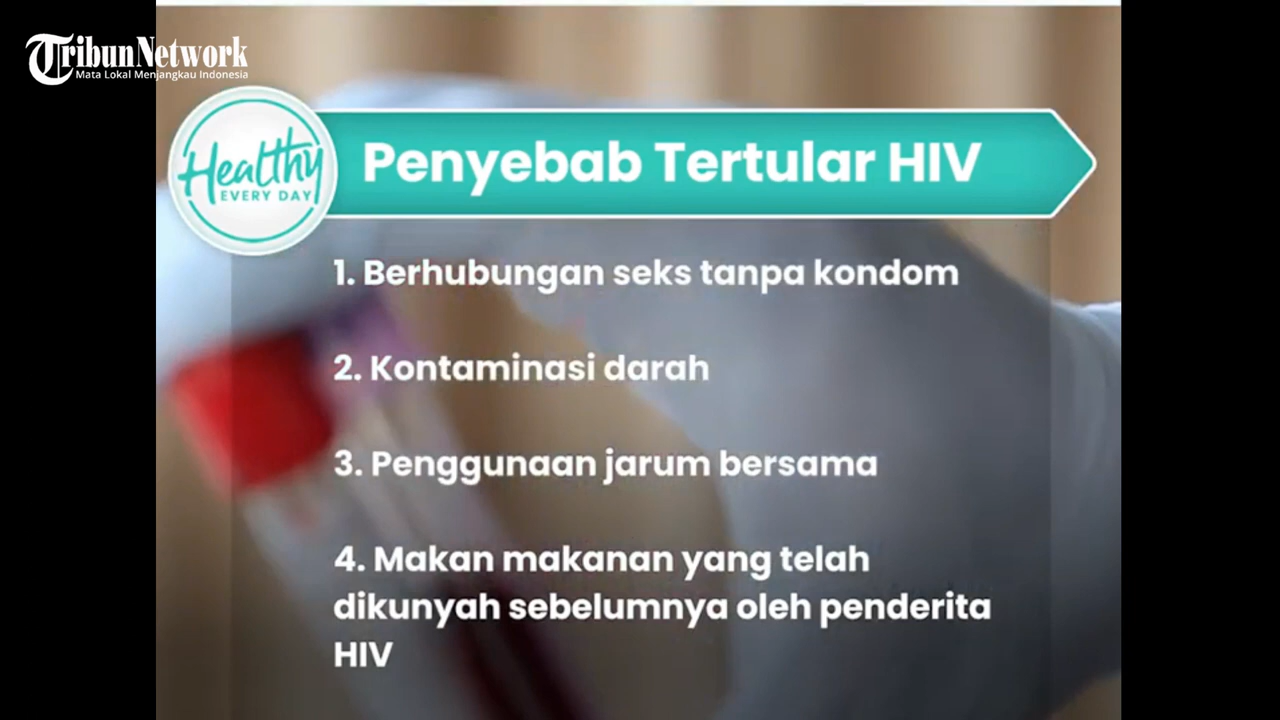 TribunNetwork
Mata Lokal Menjangkau Indonesia
Healthy
EVERY DAY
Penyebab Tertular HIV
1. Berhubungan seks tanpa kondom
2. Kontaminasi darah
3. Penggunaan jarum bersama
4. Makan makanan yang telah
dikunyah sebelumnya oleh penderita
HIV